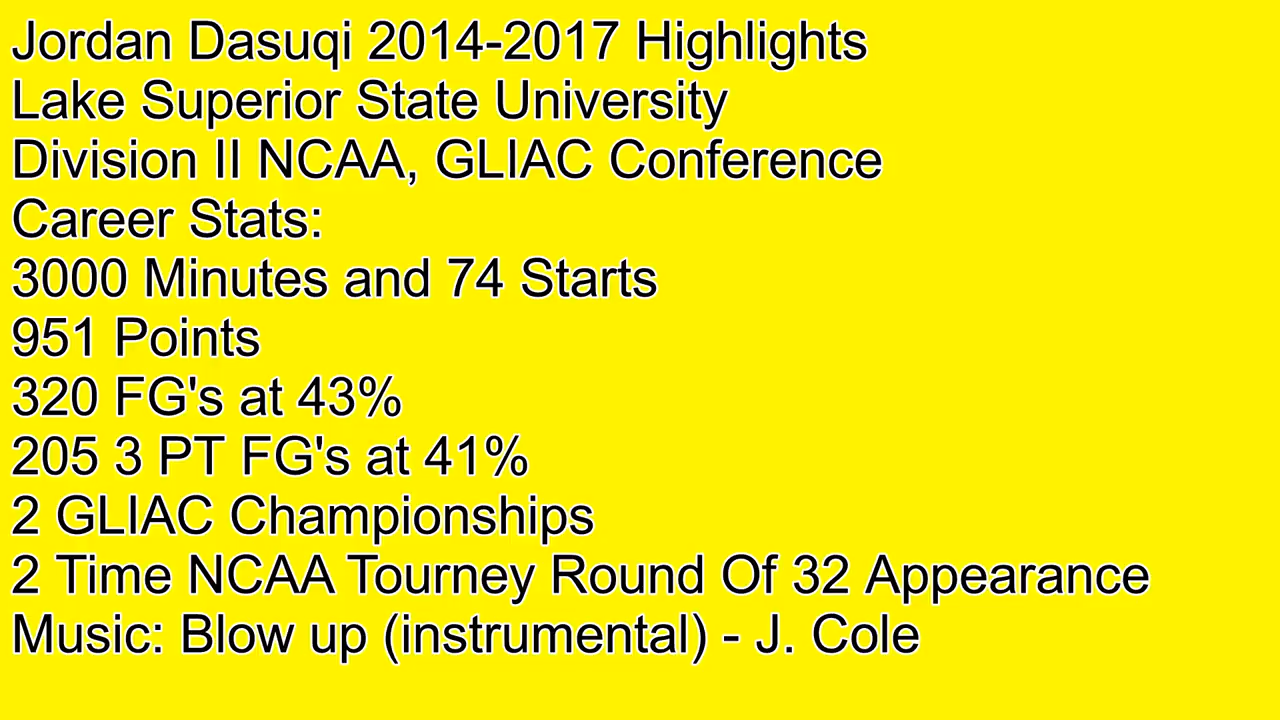 Jordan Dasuqi 2014-2017 Highlights
Lake Superior State University
Division II NCAA, GLIAC Conference
Career Stats:
3000 Minutes and 74 Starts
951 Points
320 FG's at 43%
205 3 PT FG's at 41%
2 GLIAC Championships
2 Time NCAA Tourney Round Of 32 Appearance
Music: Blow up (instrumental) - J. Cole